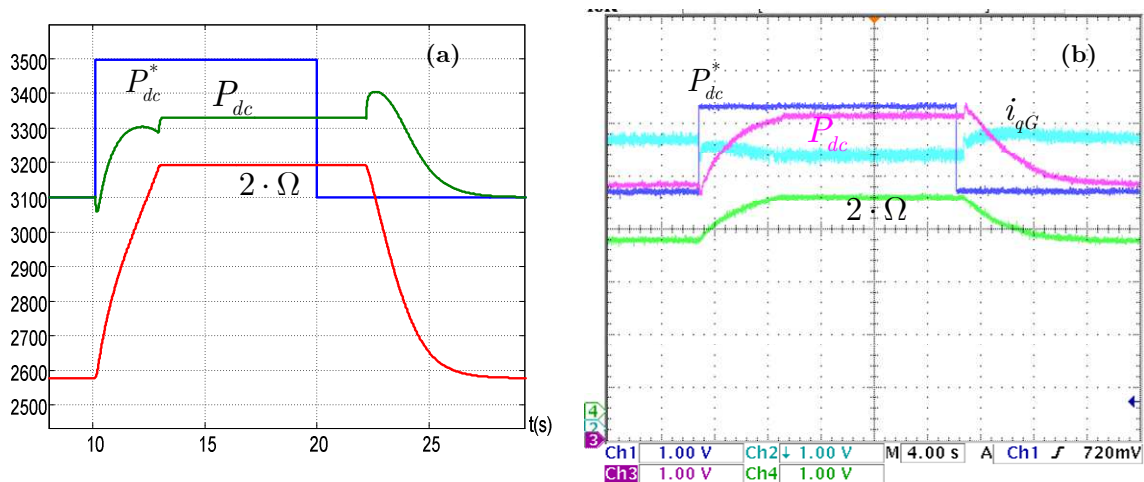 (a)
3500
3400
3300
3200
3100
3000
2900
2800
2700
2600
2500
P*dc
Pdc
2·Ω
10
15
20
25
t(s)
(b)
P*dc
Pdc
iqG
2·Ω
4
2
3
Ch1 1.00 V Ch2 ↓ 1.00 V M 4.00 s A Ch1 ƒ 720mV
Ch3 1.00 V Ch4 1.00 V